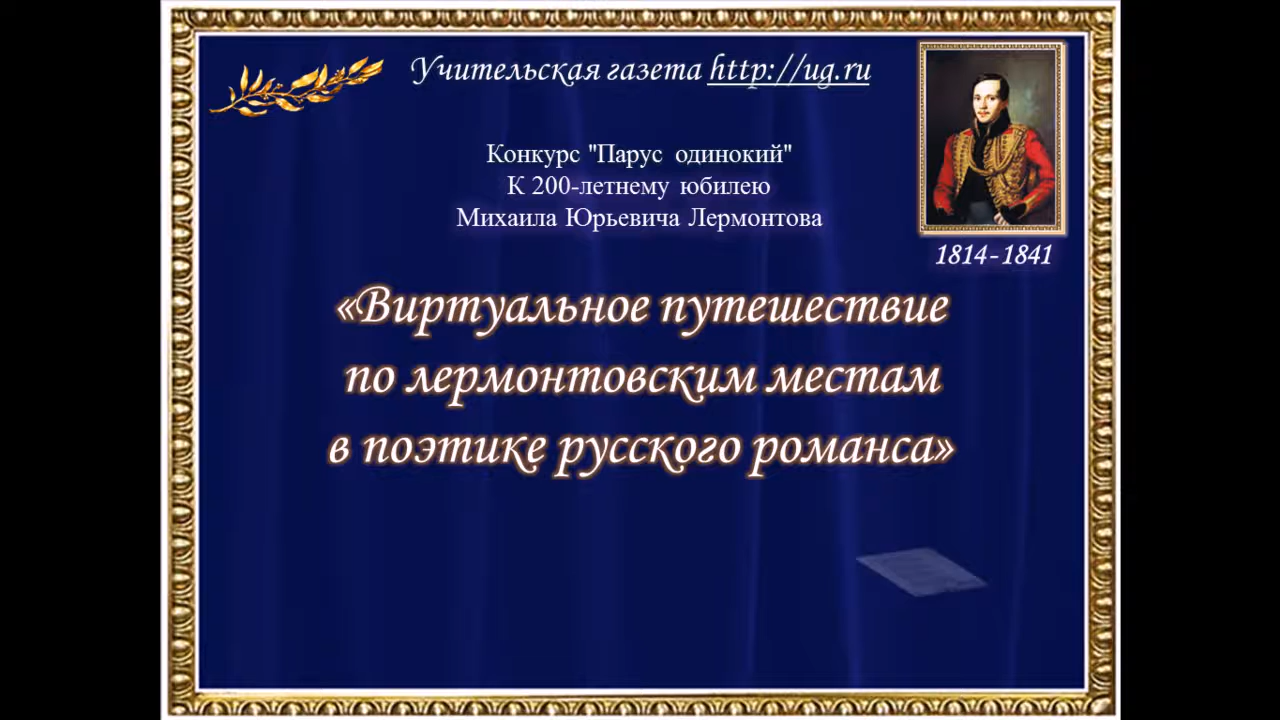 Учительская газета http://ug.ru
Конкурс "Парус одинокий"
К 200-летнему юбилею
Михаила Юрьевича Лермонтова
1814-1841
«Виртуальное путешествие
по лермонтовским местам
в поэтике русского романса»